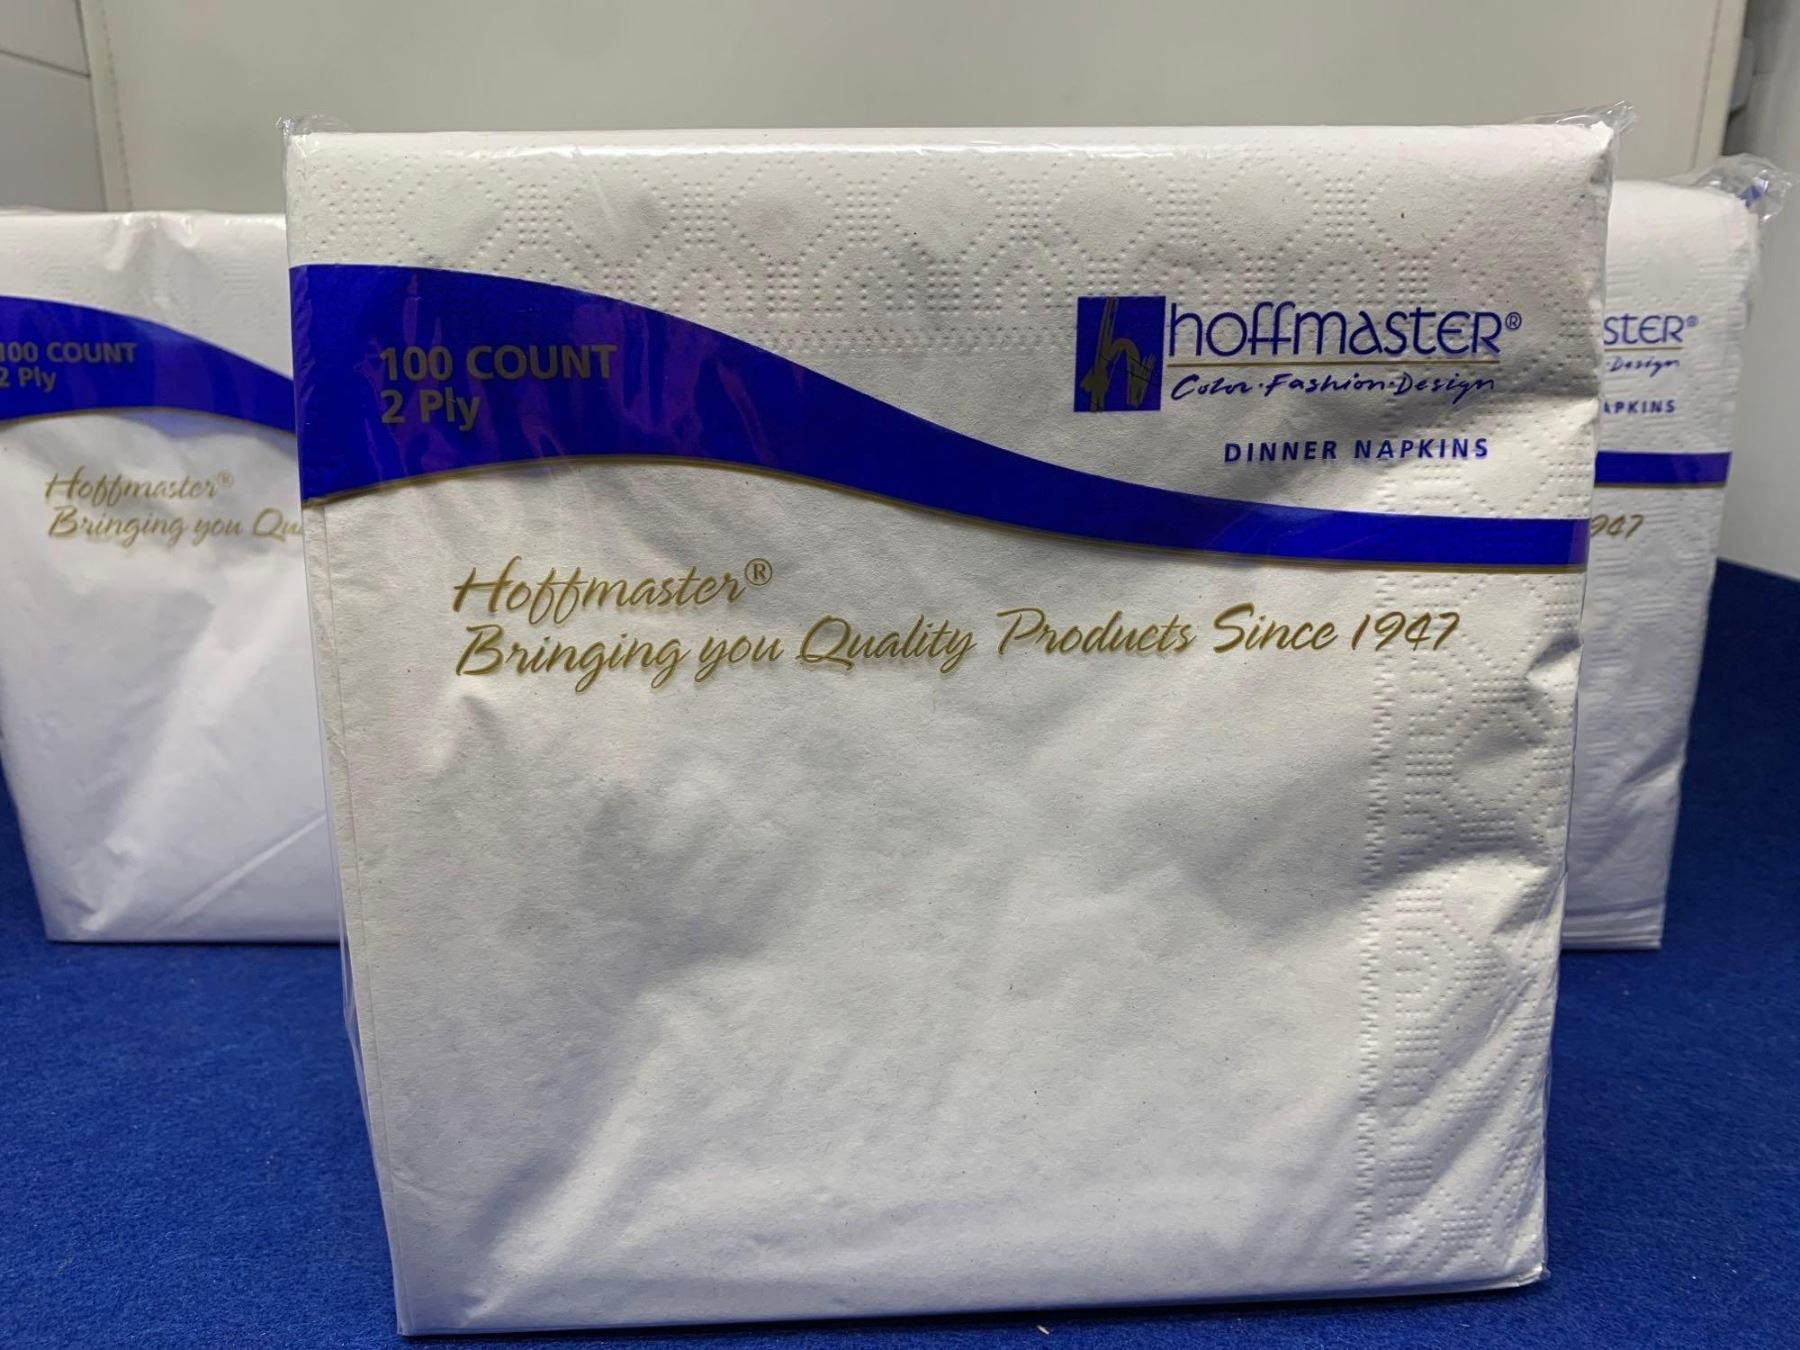 100 COUNT
2 Ply
hoffmaster®
Color·Fashion·Design
DINNER NAPKINS
Hoffmaster®
Bringing you Quality Products Since 1947
100 COUNT
2 Ply
Hoffmaster®
Bringing you
STER®
·Design
APKINS
947